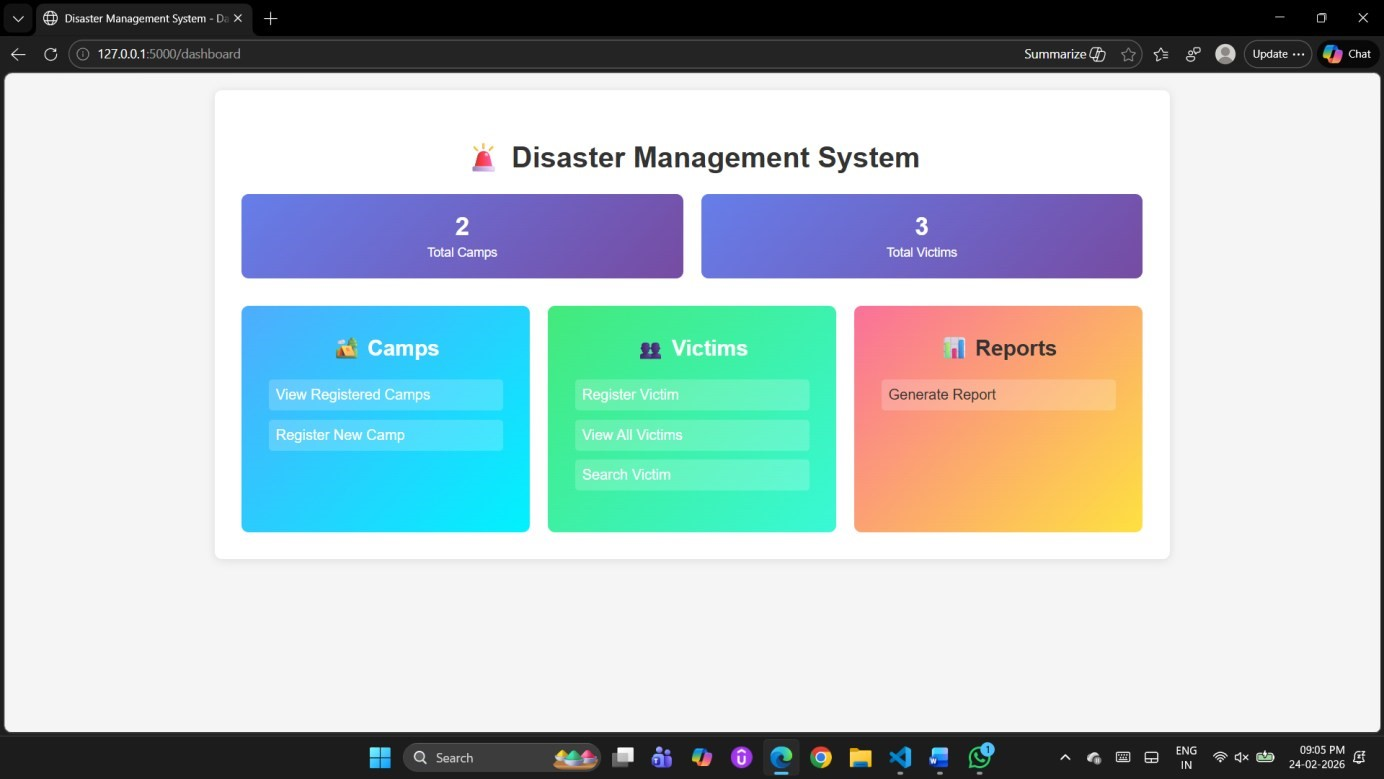 Disaster Management System - Da
127.0.0.1:5000/dashboard
Summarize
Update
Chat
Disaster Management System
2
Total Camps
3
Total Victims
Camps
View Registered Camps
Register New Camp
Victims
Register Victim
View All Victims
Search Victim
Reports
Generate Report
Search
1
ENG
IN
09:05 PM
24-02-2026